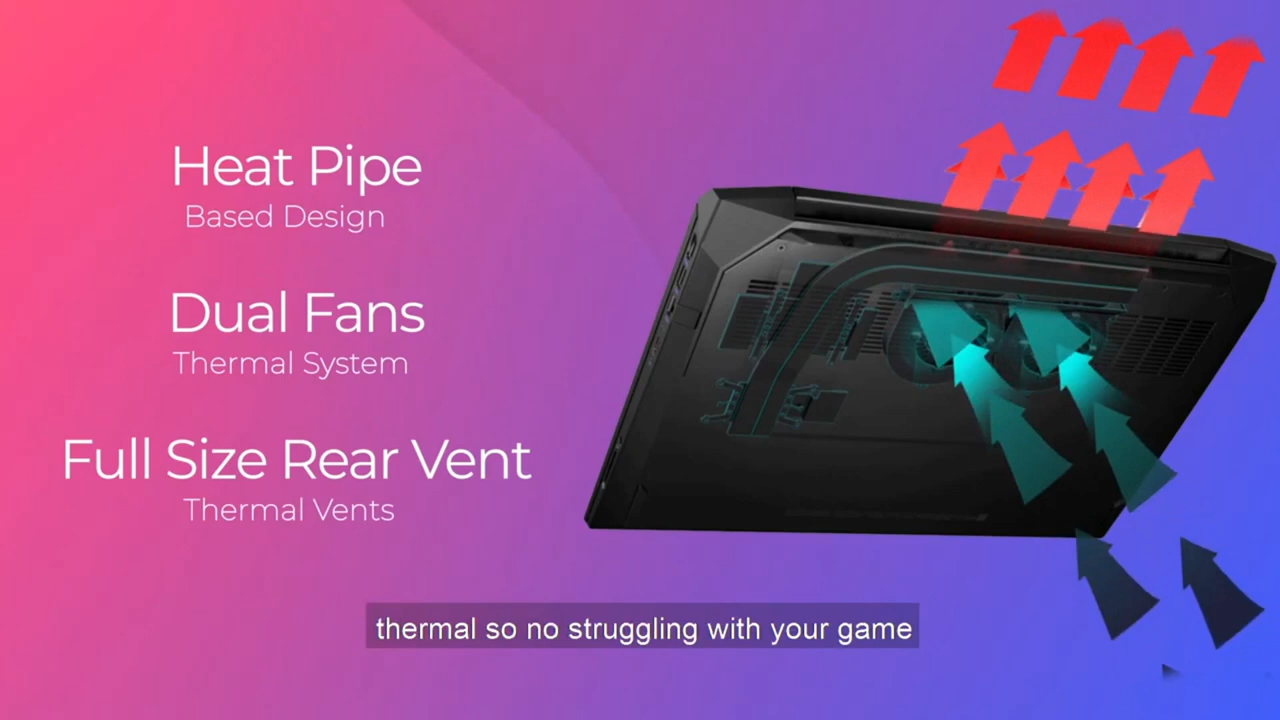 Heat Pipe
Based Design
Dual Fans
Thermal System
Full Size Rear Vent
Thermal Vents
thermal so no struggling with your game